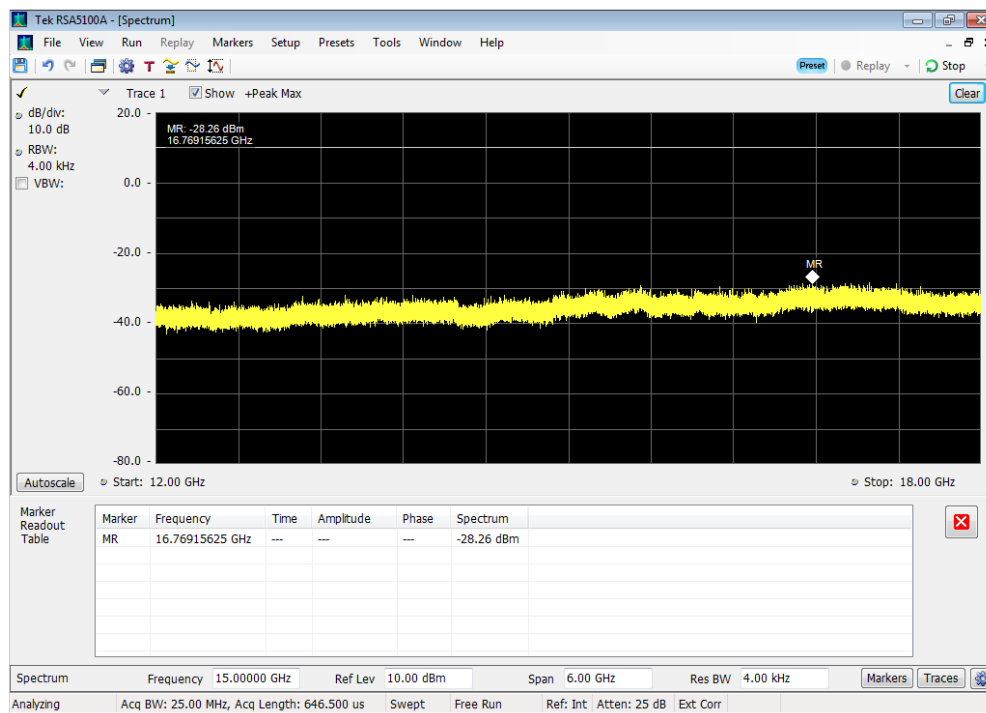 Tek RSA5100A - [Spectrum]
File View Run Replay Markers Setup Presets Tools Window Help
T Preset Replay Stop
Trace 1 Show +Peak Max Clear
dB/div:
10.0 dB
RBW:
4.00 kHz
VBW:
20.0 -
0.0 -
-20.0 -
-40.0 -
-60.0 -
-80.0 -
MR: -28.26 dBm
16.76915625 GHz
MR
Autoscale Start: 12.00 GHz Stop: 18.00 GHz
Marker
Readout
Table
Marker Frequency Time Amplitude Phase Spectrum
MR 16.76915625 GHz --- --- --- -28.26 dBm
Spectrum Frequency 15.00000 GHz Ref Lev 10.00 dBm Span 6.00 GHz Res BW 4.00 kHz Markers Traces
Analyzing Acq BW: 25.00 MHz, Acq Length: 646.500 us Swept Free Run Ref: Int Atten: 25 dB Ext Corr